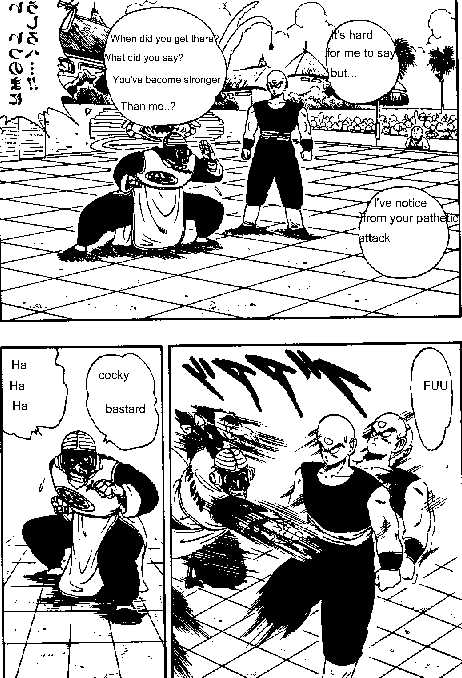 It's hard
for me to say
but...
When did you get there?
What did you say?
You've become stronger
Than me..?
I've notice
from your pathetic
attack
Ha
Ha
Ha
cocky
bastard
FUU